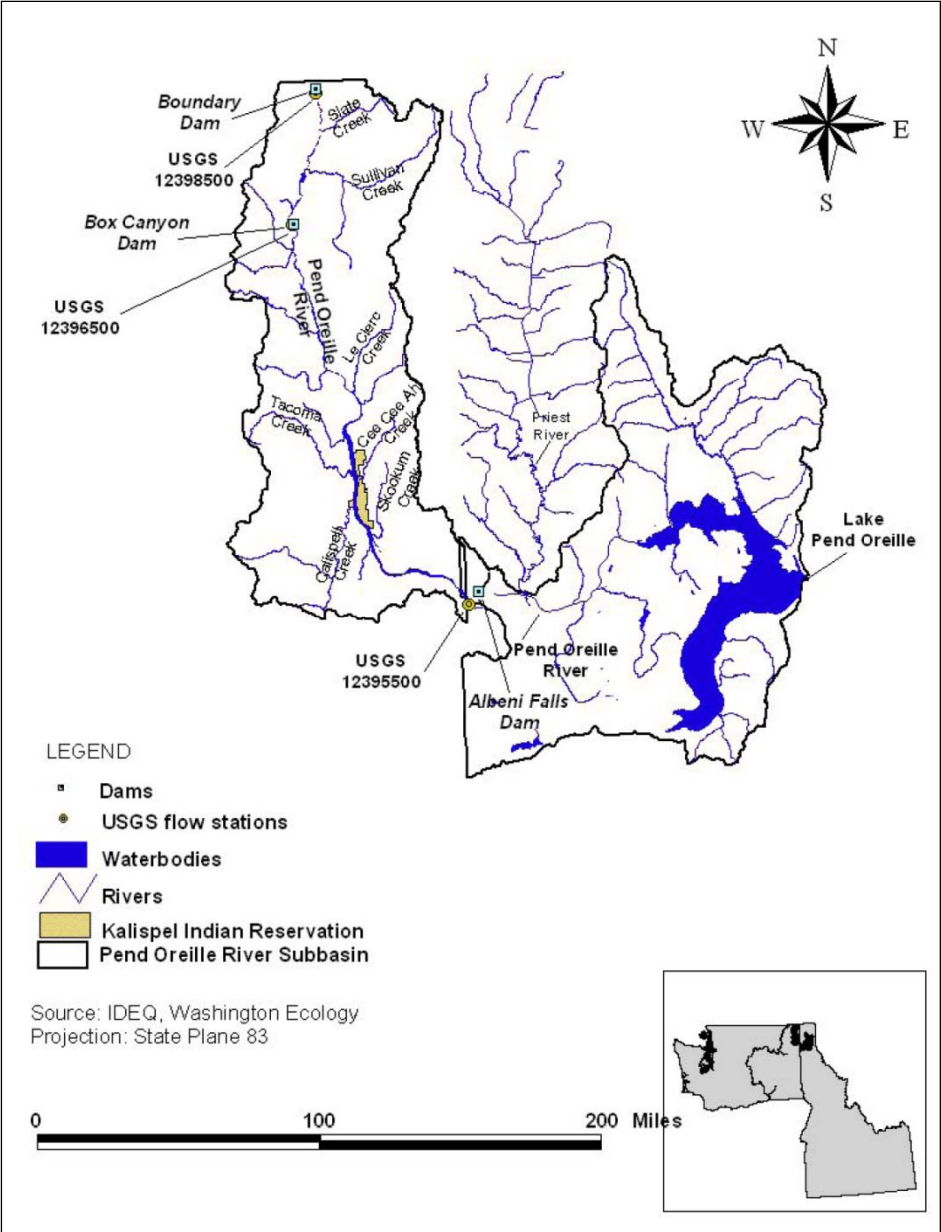 N
W
E
S
Boundary
Dam
Slate
Creek
USGS
12398500
Sullivan
Creek
Box Canyon
Dam
USGS
12396500
Pend Oreille
River
Le Clerc
Creek
Tacoma
Creek
Cee Cee Ah
Creek
Skookum
Creek
Calispell
Creek
Priest
River
Lake
Pend Oreille
USGS
12395500
Pend Oreille
River
Albeni Falls
Dam
LEGEND
Dams
USGS flow stations
Waterbodies
Rivers
Kalispel Indian Reservation
Pend Oreille River Subbasin
Source: IDEQ, Washington Ecology
Projection: State Plane 83
0 100 200 Miles